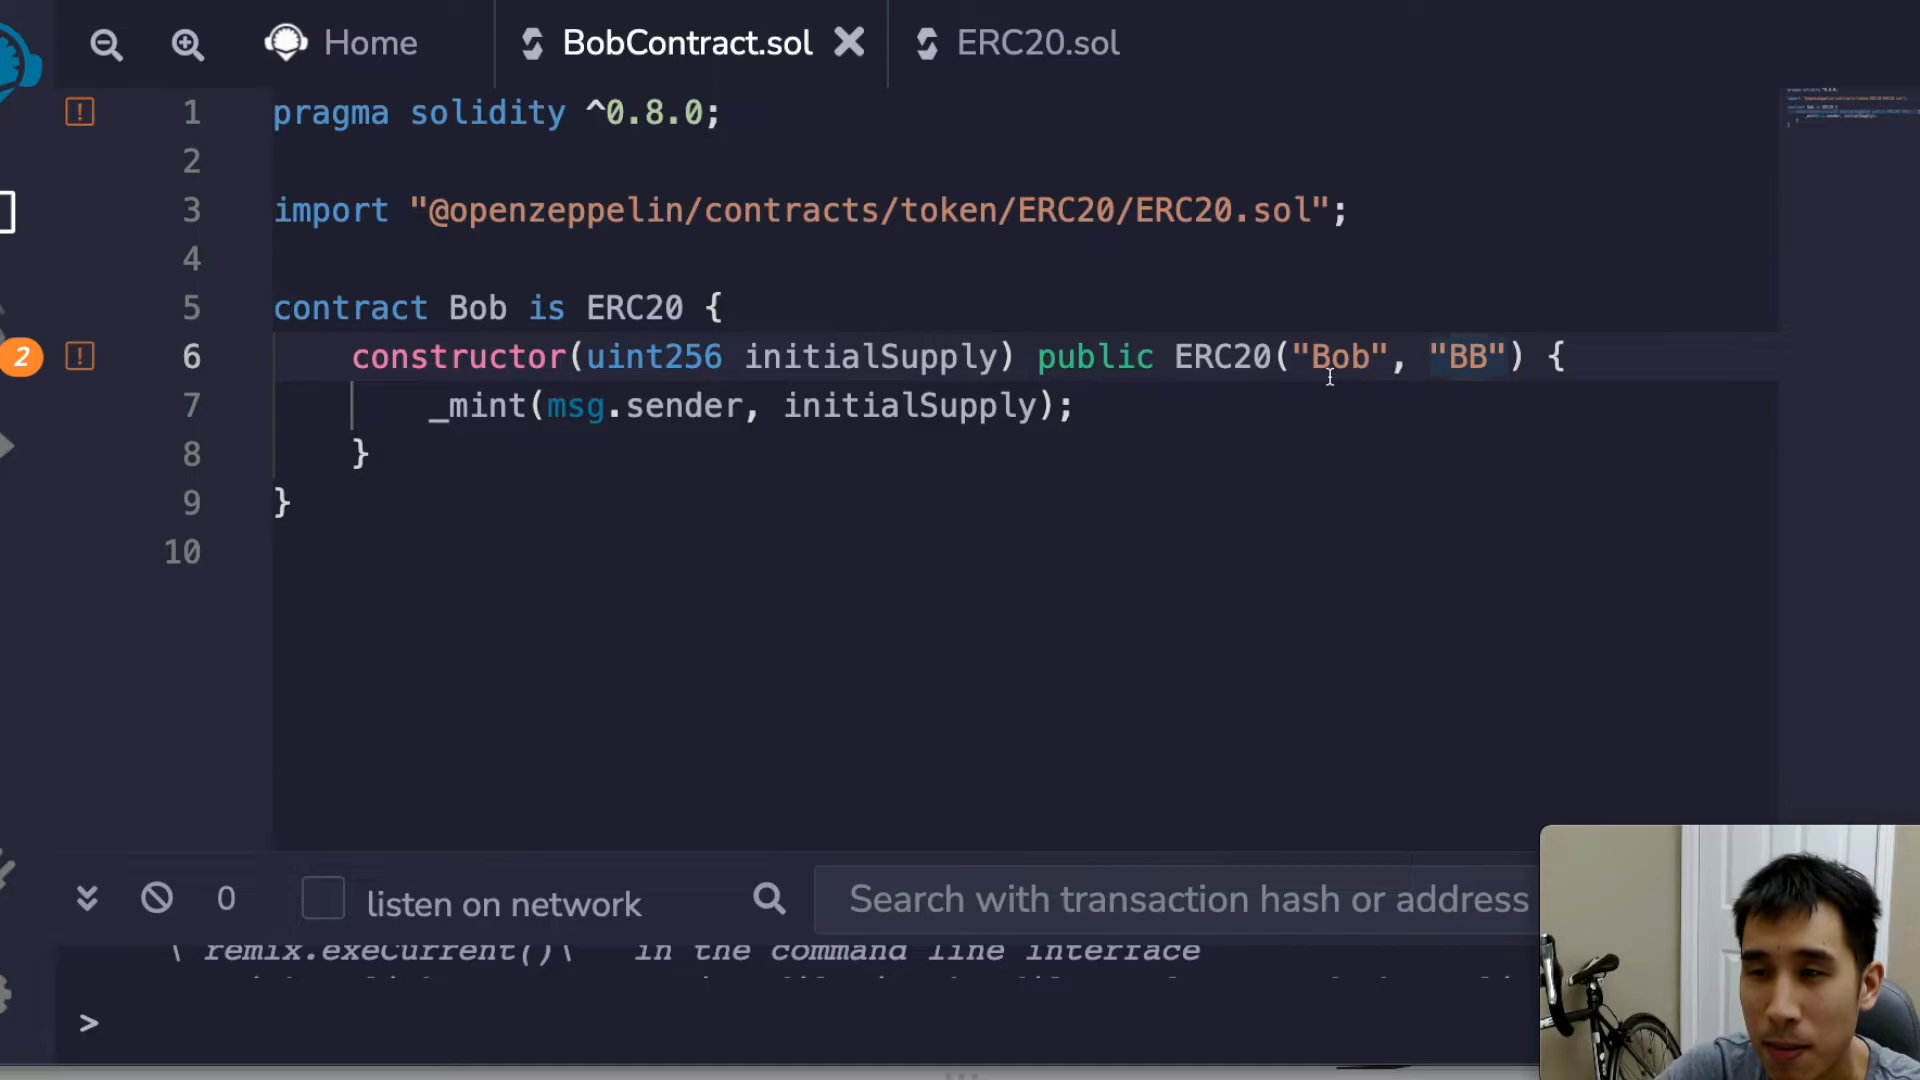 Home
BobContract.sol
ERC20.sol
1 pragma solidity ^0.8.0;
2
3 import "@openzeppelin/contracts/token/ERC20/ERC20.sol";
4
5 contract Bob is ERC20 {
2
6 constructor(uint256 initialSupply) public ERC20("Bob", "BB") {
7 _mint(msg.sender, initialSupply);
8 }
9 }
10
0 listen on network Search with transaction hash or address
\ remix.exeCurrent()\ in the command line interface
>